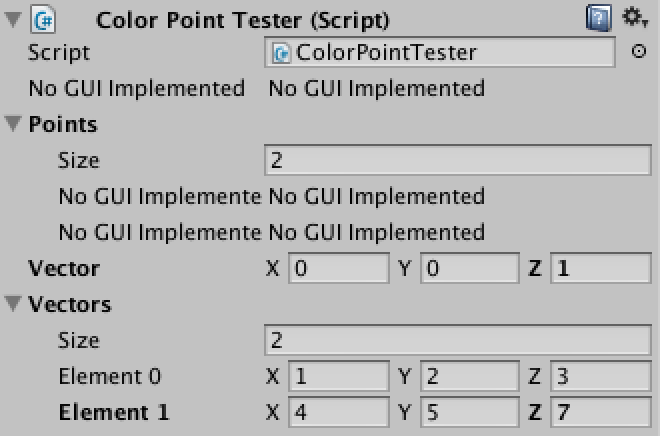 Color Point Tester (Script)
Script ColorPointTester
No GUI Implemented No GUI Implemented
Points
Size 2
No GUI Implemente No GUI Implemented
No GUI Implemente No GUI Implemented
Vector X 0 Y 0 Z 1
Vectors
Size 2
Element 0 X 1 Y 2 Z 3
Element 1 X 4 Y 5 Z 7